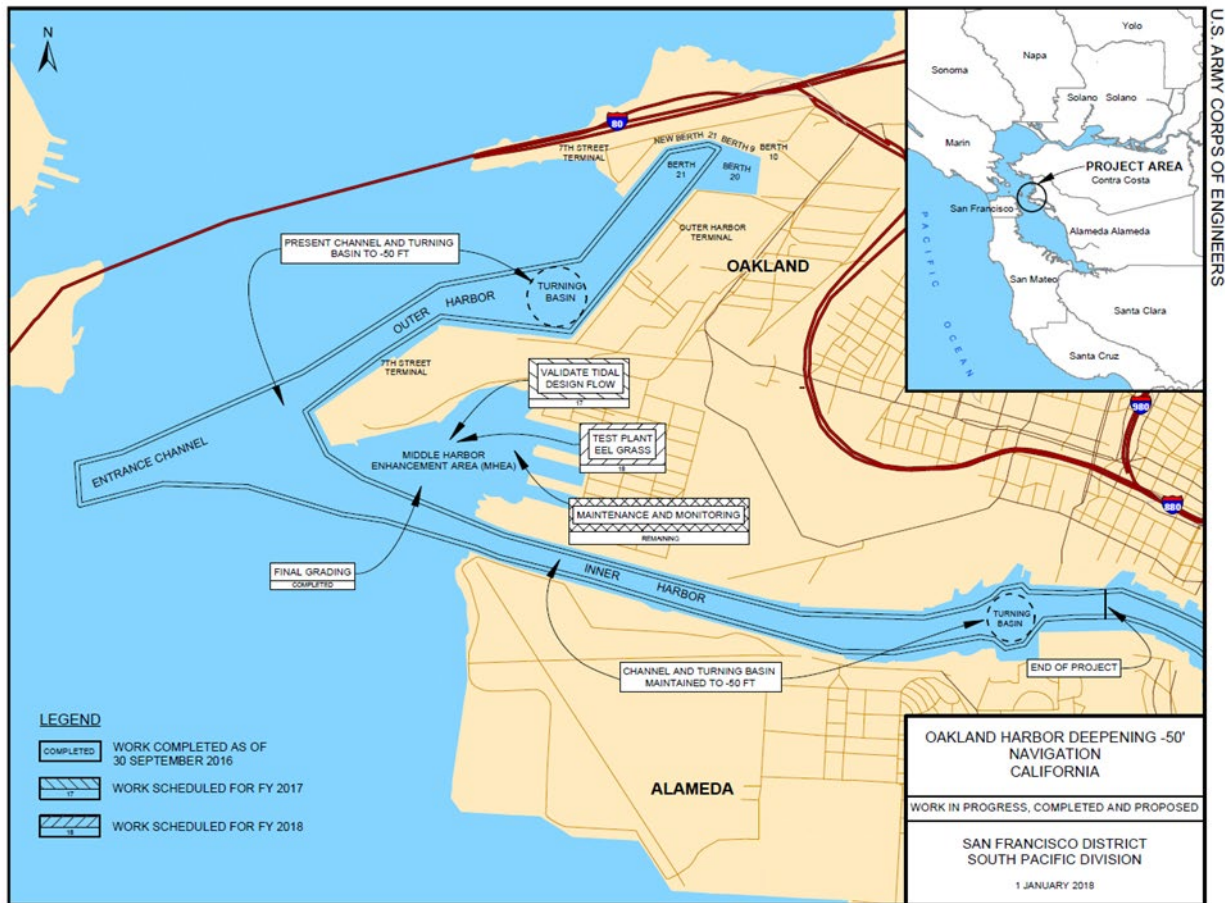 U.S. ARMY CORPS OF ENGINEERS
N
80
7TH STREET
TERMINAL
NEW BERTH 21
BERTH 9
BERTH
10
BERTH
21
BERTH
20
OUTER HARBOR
TERMINAL
OAKLAND
PRESENT CHANNEL AND TURNING
BASIN TO -50 FT
TURNING
BASIN
OUTER HARBOR
7TH STREET
TERMINAL
ENTRANCE CHANNEL
VALIDATE TIDAL
DESIGN FLOW
17
TEST PLANT
EEL GRASS
18
MIDDLE HARBOR
ENHANCEMENT AREA (MHEA)
MAINTENANCE AND MONITORING
REMAINING
FINAL GRADING
COMPLETED
INNER HARBOR
TURNING
BASIN
CHANNEL AND TURNING BASIN
MAINTAINED TO -50 FT
END OF PROJECT
980
880
ALAMEDA
Yolo
Napa
Sonoma
Solano
Solano
Marin
PROJECT AREA
Contra Costa
San Francisco
Alameda Alameda
San Mateo
Santa Clara
Santa Cruz
PACIFIC OCEAN
LEGEND
COMPLETED
WORK COMPLETED AS OF
30 SEPTEMBER 2016
17
WORK SCHEDULED FOR FY 2017
18
WORK SCHEDULED FOR FY 2018
OAKLAND HARBOR DEEPENING -50'
NAVIGATION
CALIFORNIA
WORK IN PROGRESS, COMPLETED AND PROPOSED
SAN FRANCISCO DISTRICT
SOUTH PACIFIC DIVISION
1 JANUARY 2018